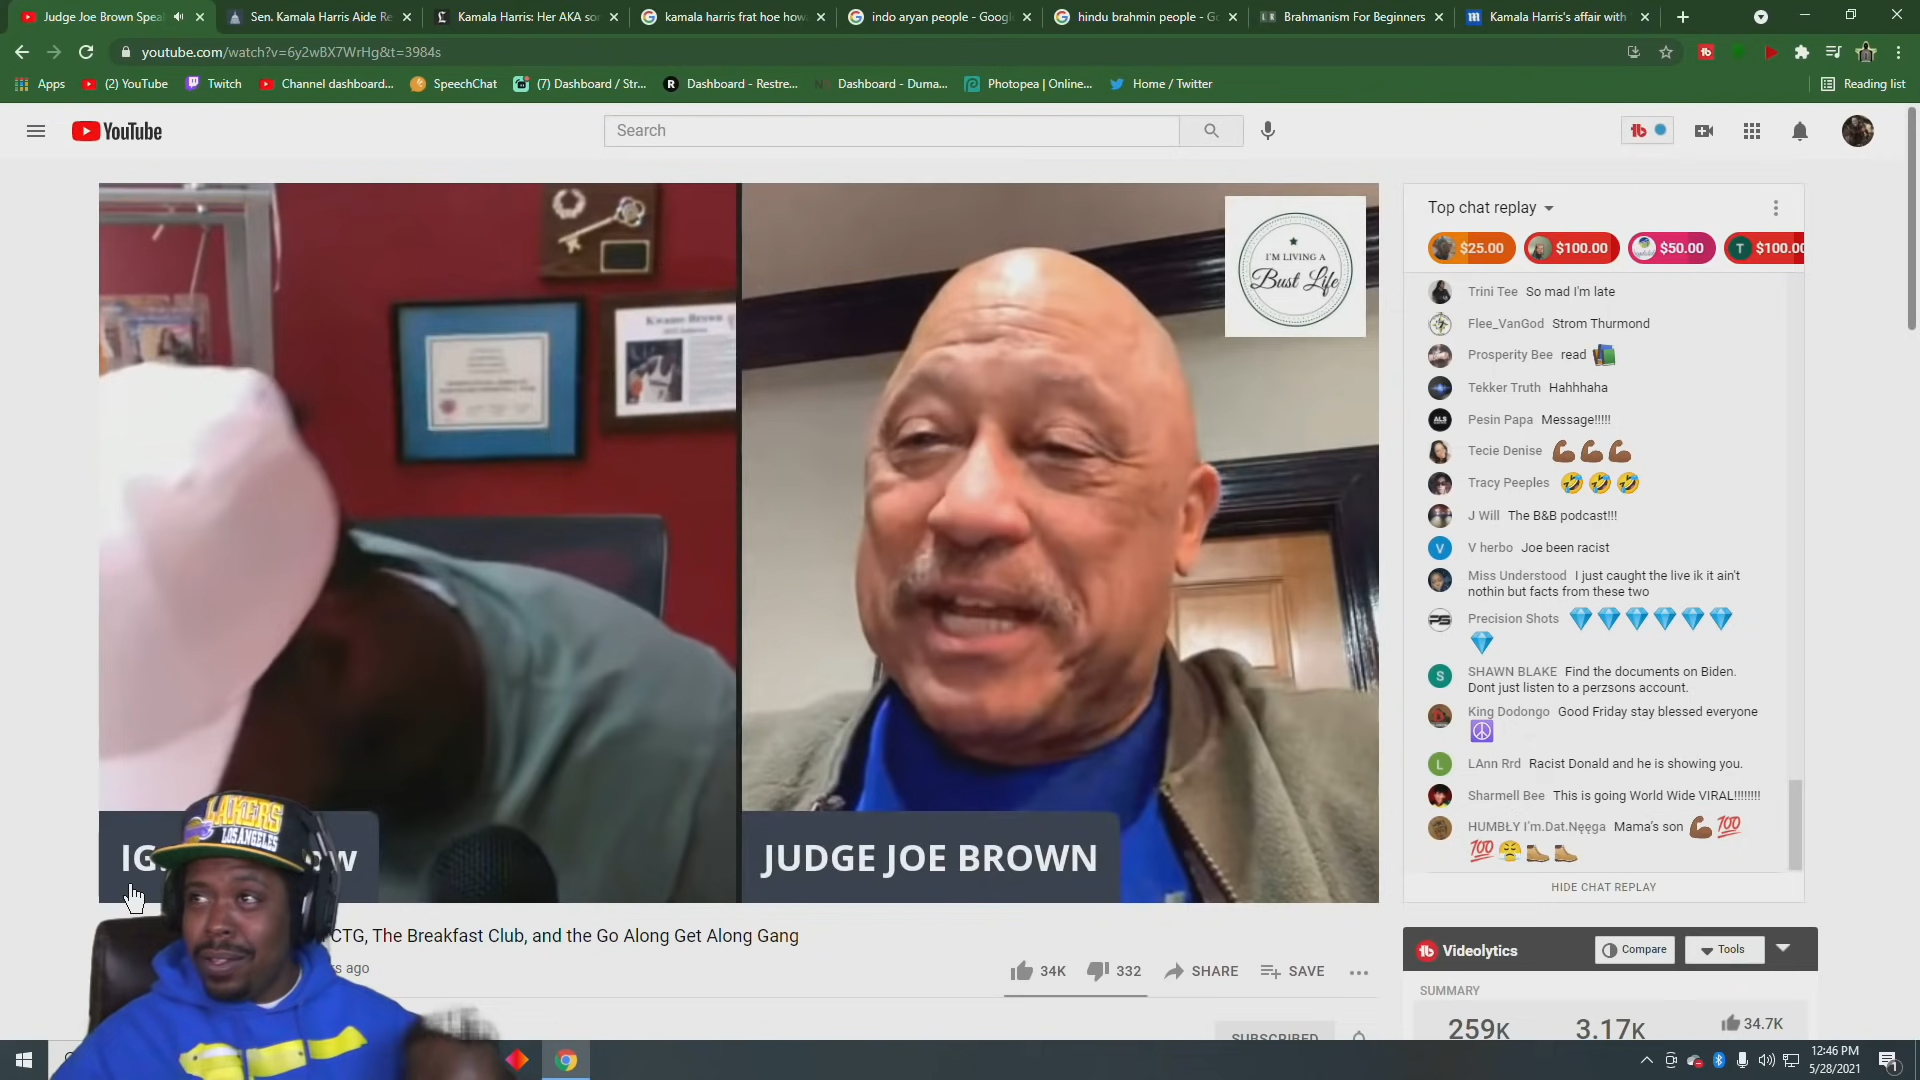 Judge Joe Brown Spea
Sen. Kamala Harris Aide Re
Kamala Harris: Her AKA so
kamala harris frat hoe how
indo aryan people - Googl
hindu brahmin people - Go
Brahmanism For Beginners
Kamala Harris's affair with
youtube.com/watch?v=6y2wBX7WrHg&t=3984s
Apps
(2) YouTube
Twitch
Channel dashboard...
SpeechChat
(7) Dashboard / Str...
Dashboard - Restre...
Dashboard - Duma...
Photopea | Online...
Home / Twitter
Reading list
YouTube
Search
I'M LIVING A
Bust Life
Kwame Brown
JUDGE JOE BROWN
LAKERS
LOS ANGELES
CTG, The Breakfast Club, and the Go Along Get Along Gang
rs ago
34K
332
SHARE
SAVE
SUBSCRIBED
Top chat replay
$25.00
$100.00
$50.00
T $100.00
Trini Tee So mad I'm late
Flee_VanGod Strom Thurmond
Prosperity Bee read
Tekker Truth Hahhhaha
Pesin Papa Message!!!!!
Tecie Denise 💪🏾💪🏾💪🏾
Tracy Peeples 🤣🤣🤣
J Will The B&B podcast!!!
V herbo Joe been racist
Miss Understood I just caught the live ik it ain't
nothin but facts from these two
Precision Shots 💎💎💎💎💎💎
💎
SHAWN BLAKE Find the documents on Biden.
Dont just listen to a perzsons account.
King Dodongo Good Friday stay blessed everyone
☮
LAnn Rrd Racist Donald and he is showing you.
Sharmell Bee This is going World Wide VIRAL!!!!!!!!
HUMBŁY I'm.Dat.Nęęga Mama's son 💪🏾💯
💯😤🥾🥾
HIDE CHAT REPLAY
Videolytics
Compare
Tools
SUMMARY
259K
3.17K
34.7K
12:46 PM
5/28/2021